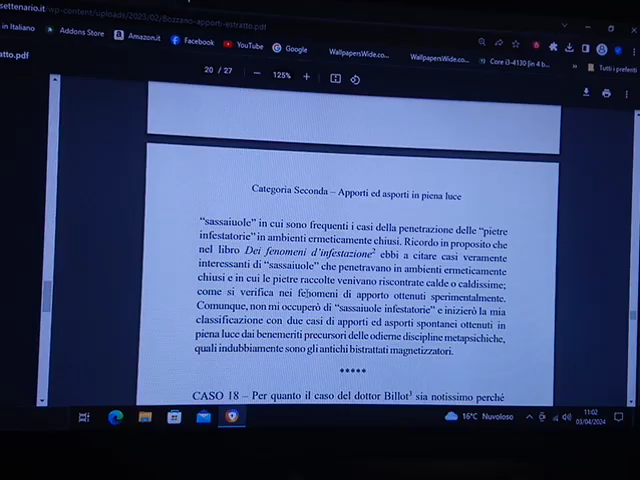 settenario.it/wp-content/uploads/2023/02/Bozzano-apporti-estratto.pdf
in Italiano Addons Store Amazon.it Facebook YouTube Google WallpapersWide.co... WallpapersWide.co... Core i3-4130 (in 4 b... » Tutti i preferiti
atto.pdf 20 / 27 125%
Categoria Seconda – Apporti ed asporti in piena luce
“sassaiuole” in cui sono frequenti i casi della penetrazione delle “pietre
infestatorie” in ambienti ermeticamente chiusi. Ricordo in proposito che
nel libro Dei fenomeni d’infestazione2 ebbi a citare casi veramente
interessanti di “sassaiuole” che penetravano in ambienti ermeticamente
chiusi e in cui le pietre raccolte venivano riscontrate calde o caldissime;
come si verifica nei fenomeni di apporto ottenuti sperimentalmente.
Comunque, non mi occuperò di “sassaiuole infestatorie” e inizierò la mia
classificazione con due casi di apporti ed asporti spontanei ottenuti in
piena luce dai benemeriti precursori delle odierne discipline metapsichiche,
quali indubbiamente sono gli antichi bistrattati magnetizzatori.
*****
CASO 18 – Per quanto il caso del dottor Billot3 sia notissimo perché
16°C Nuvoloso 11:02
03/04/2024